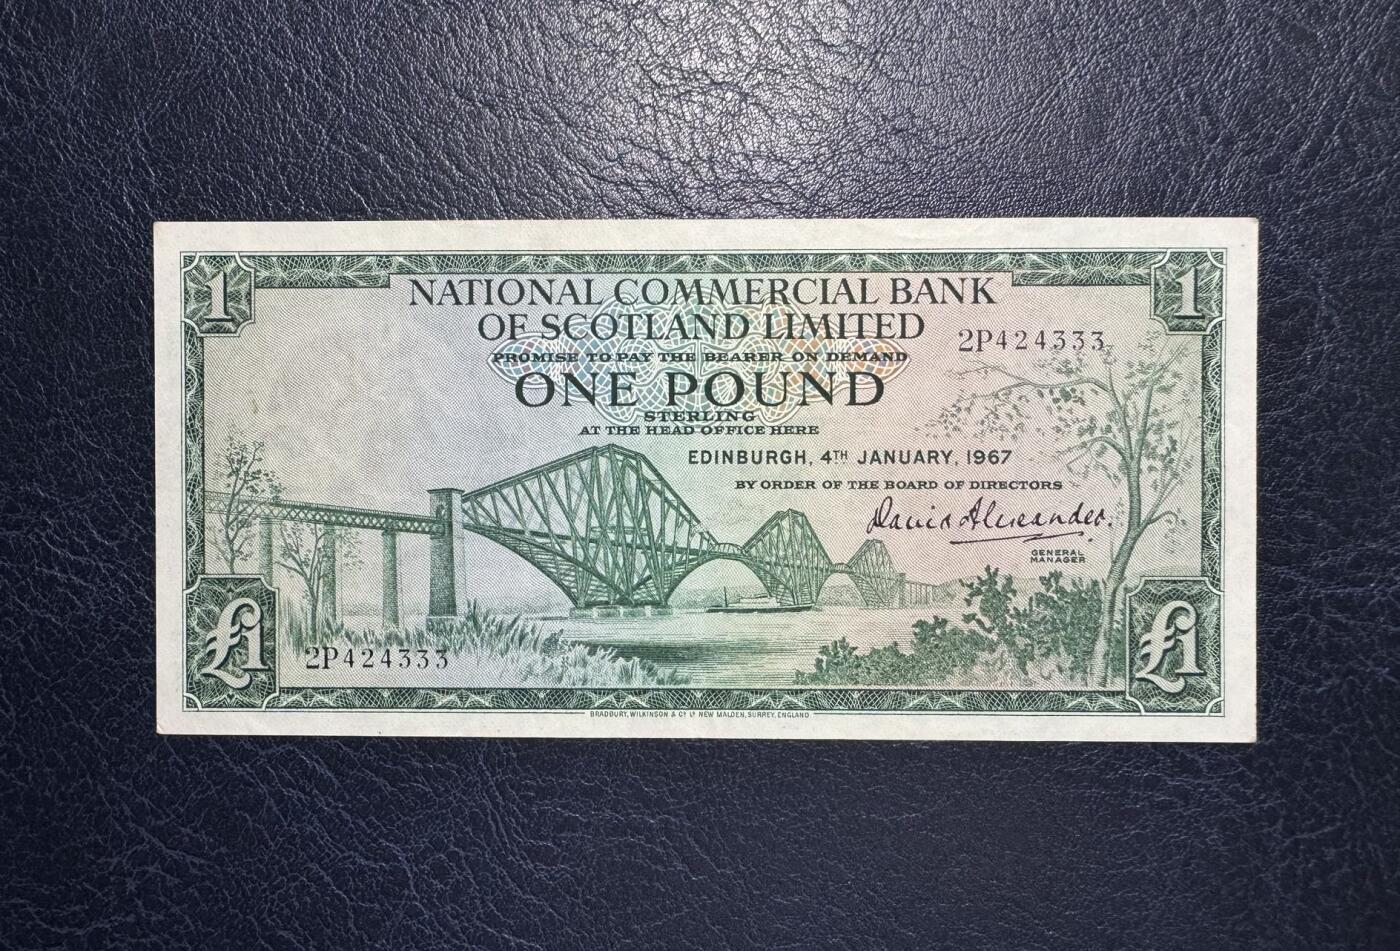 1 1
NATIONAL COMMERCIAL BANK
OF SCOTLAND LIMITED
2P424333
PROMISE TO PAY THE BEARER ON DEMAND
ONE POUND
STERLING
AT THE HEAD OFFICE HERE
EDINBURGH, 4TH JANUARY, 1967
BY ORDER OF THE BOARD OF DIRECTORS
David Alexander.
GENERAL
MANAGER
£1 £1
2P424333
BRADBURY, WILKINSON & Cº Lº NEW MALDEN, SURREY, ENGLAND